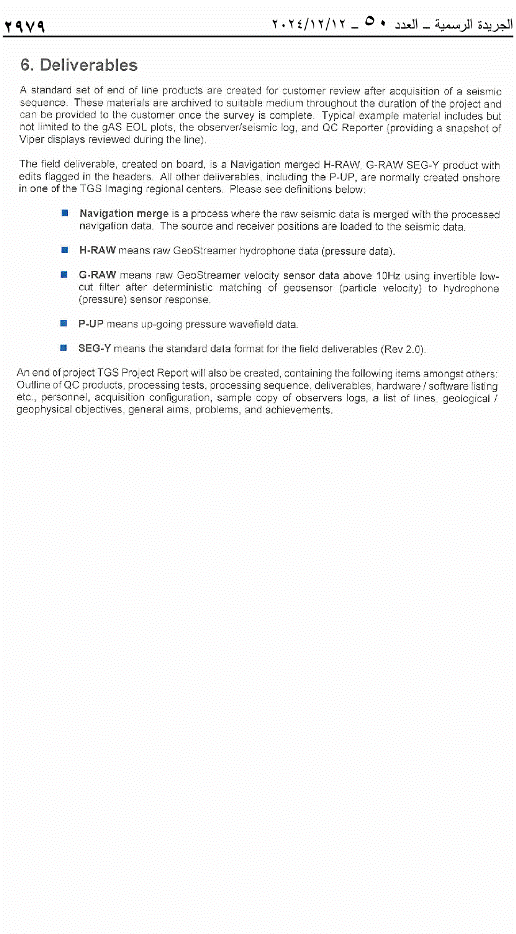 الجريدة الرسمية – العدد ٥٠ – ٢٠٢٤/١٢/١٢
٢٩٧٩
6. Deliverables
A standard set of end of line products are created for customer review after acquisition of a seismic
sequence. These materials are archived to suitable medium throughout the duration of the project and
can be provided to the customer once the survey is complete. Typical example material includes but
not limited to the gAS EOL plots, the observer/seismic log, and QC Reporter (providing a snapshot of
Viper displays reviewed during the line).
The field deliverable, created on board, is a Navigation merged H-RAW, G-RAW SEG-Y product with
edits flagged in the headers. All other deliverables, including the P-UP, are normally created onshore
in one of the TGS Imaging regional centers. Please see definitions below:
Navigation merge is a process where the raw seismic data is merged with the processed
navigation data. The source and receiver positions are loaded to the seismic data.
H-RAW means raw GeoStreamer hydrophone data (pressure data).
G-RAW means raw GeoStreamer velocity sensor data above 10Hz using invertible low-
cut filter after deterministic matching of geosensor (particle velocity) to hydrophone
(pressure) sensor response.
P-UP means up-going pressure wavefield data.
SEG-Y means the standard data format for the field deliverables (Rev 2.0).
An end of project TGS Project Report will also be created, containing the following items amongst others:
Outline of QC products, processing tests, processing sequence, deliverables, hardware / software listing
etc., personnel, acquisition configuration, sample copy of observers logs, a list of lines, geological /
geophysical objectives, general aims, problems, and achievements.